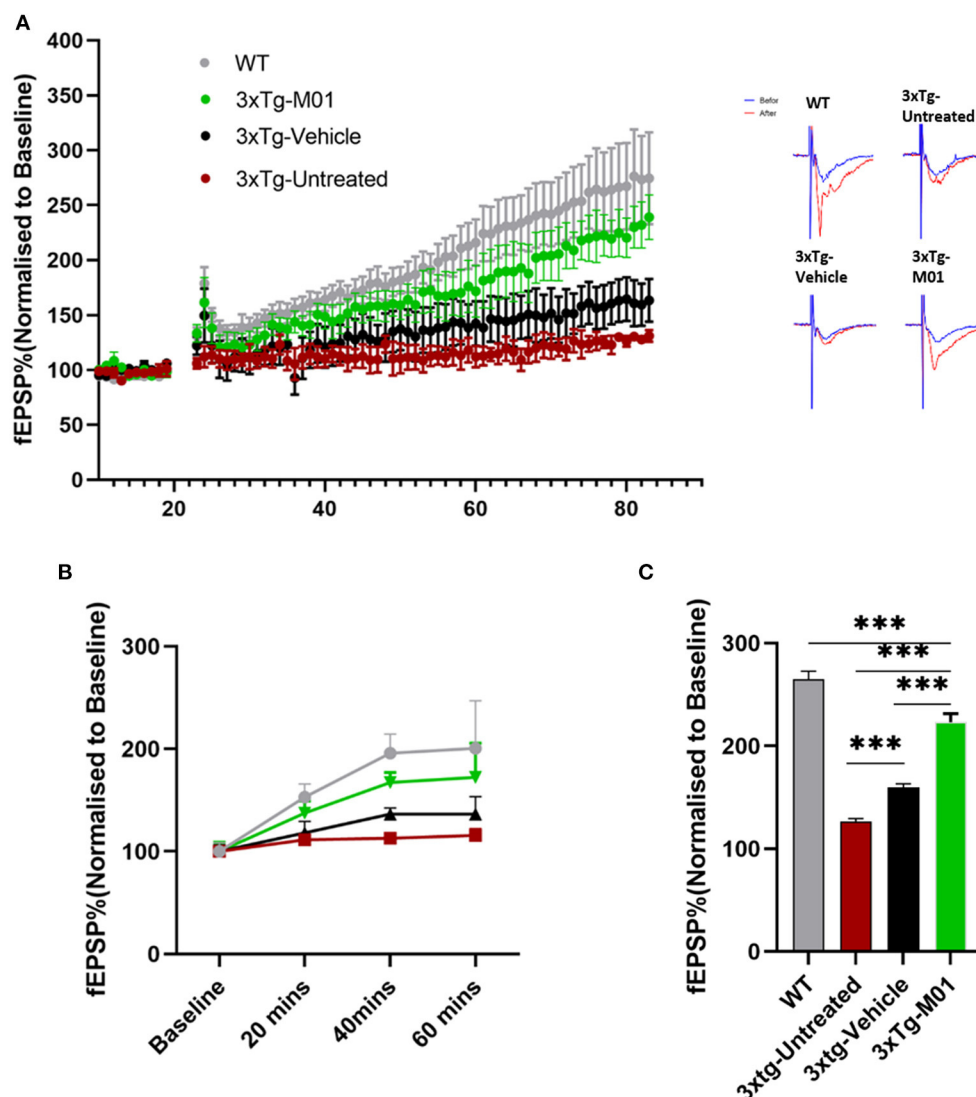 A
fEPSP%(Normalised to Baseline)
400
350
300
250
200
150
100
50
0
20 40 60 80
WT
3xTg-M01
3xTg-Vehicle
3xTg-Untreated
Befor
After
WT
3xTg-
Untreated
3xTg-
Vehicle
3xTg-
M01
B
fEPSP%(Normalised to Baseline)
300
200
100
0
Baseline
20 mins
40mins
60 mins
C
fEPSP%(Normalised to Baseline)
300
200
100
0
***
***
***
***
WT
3xtg-Untreated
3xtg-Vehicle
3xTg-M01